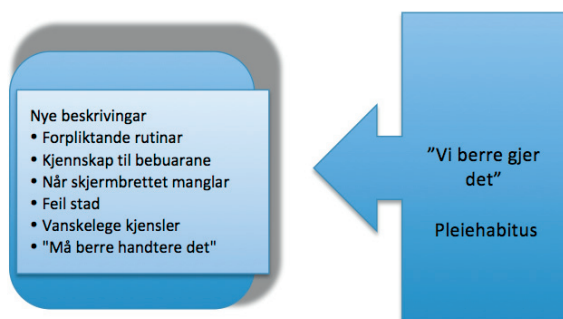 Nye beskrivingar
• Forpliktande rutinar
• Kjennskap til bebuarane
• Når skjermbrettet manglar
• Feil stad
• Vanskelege kjensler
• "Må berre handtere det"
”Vi berre gjer
det”
Pleiehabitus